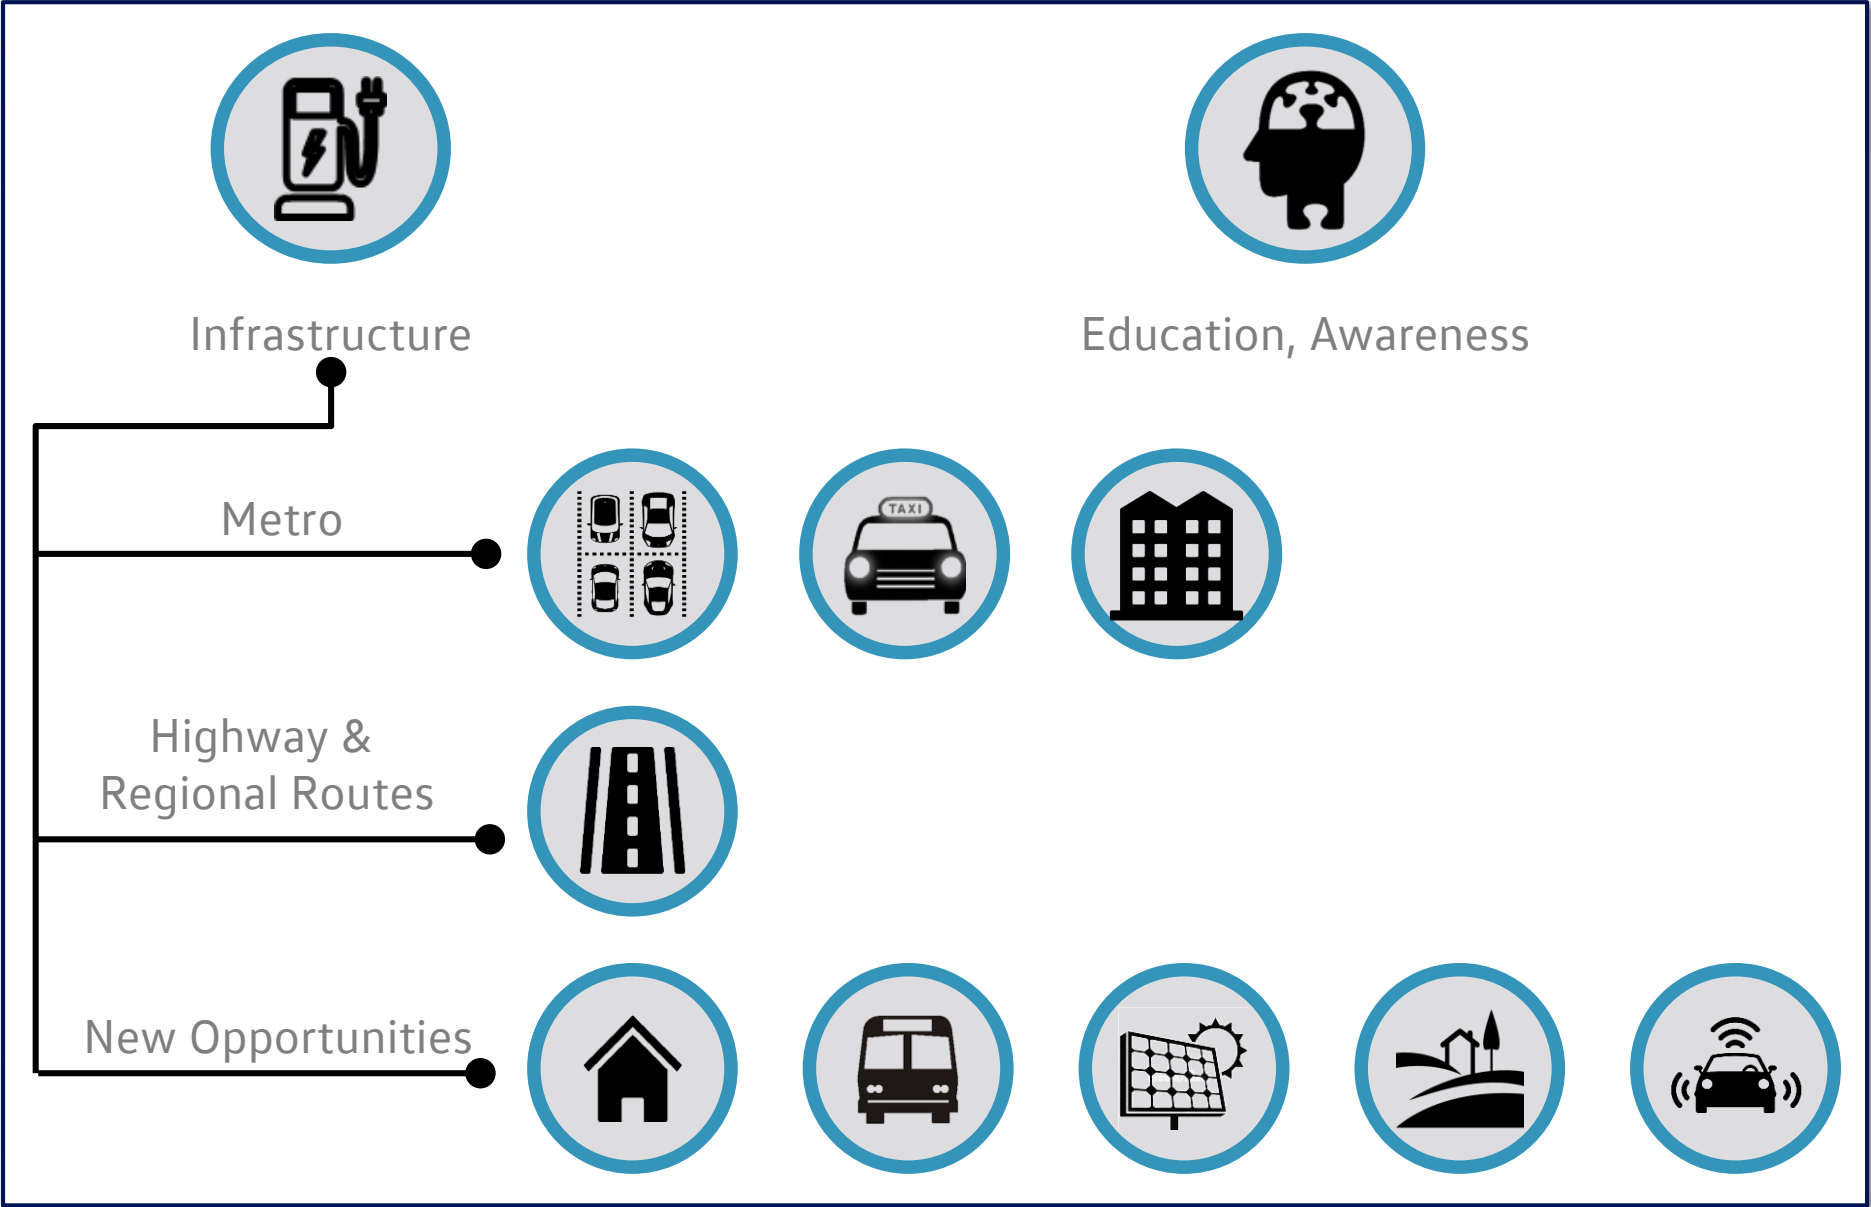 Infrastructure
Education, Awareness
Metro
TAXI
Highway &
Regional Routes
New Opportunities